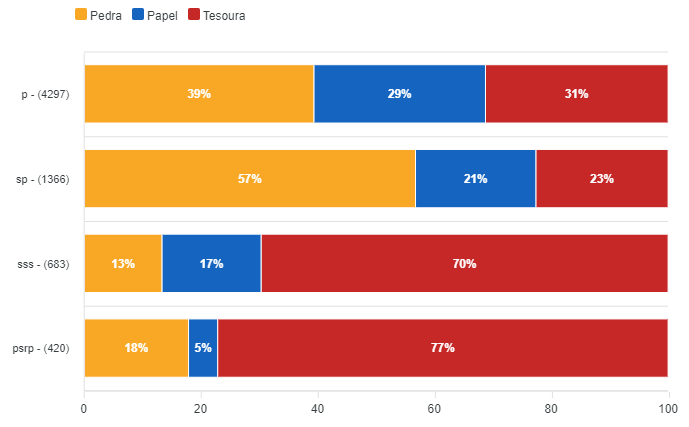 Pedra Papel Tesoura
p - (4297) 39% 29% 31%
sp - (1366) 57% 21% 23%
sss - (683) 13% 17% 70%
psrp - (420) 18% 5% 77%
0 20 40 60 80 100